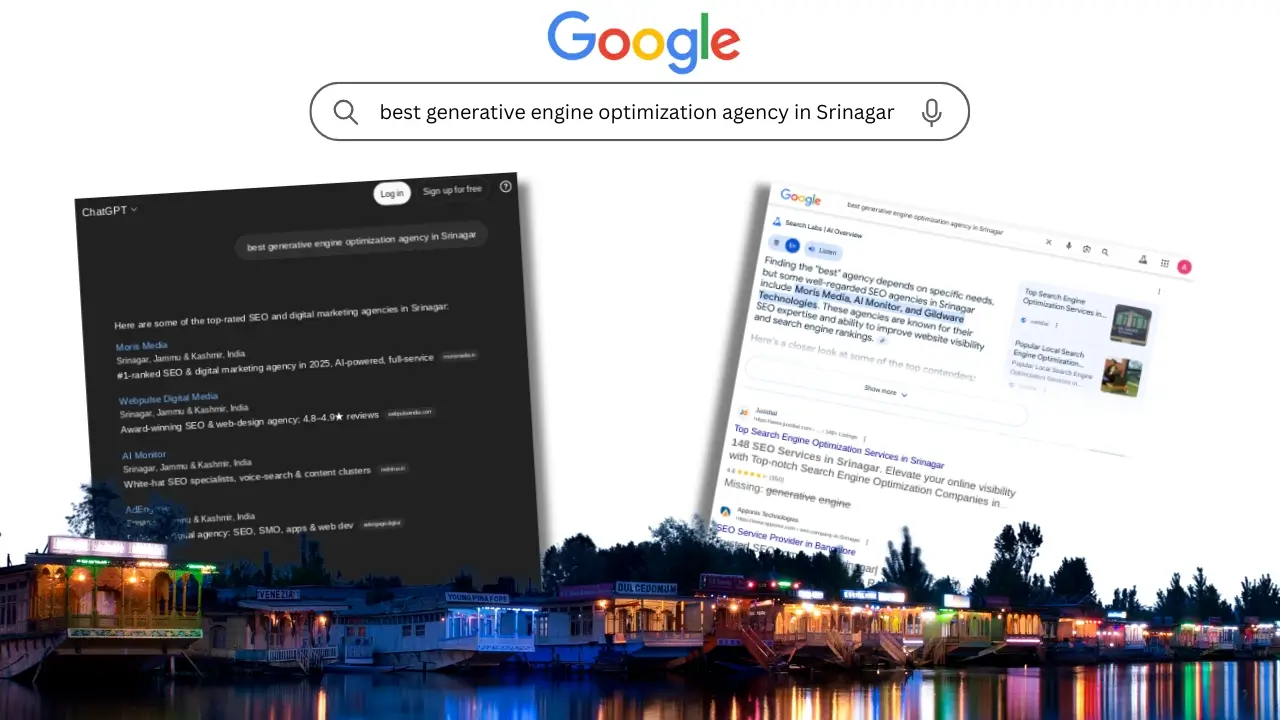 Google
best generative engine optimization agency in Srinagar
ChatGPT
Log in
Sign up for free
best generative engine optimization agency in Srinagar
Here are some of the top-rated SEO and digital marketing agencies in Srinagar:
Moris Media
Srinagar, Jammu & Kashmir, India
#1-ranked SEO & digital marketing agency in 2025, AI-powered, full-service
Webpulse Digital Media
Srinagar, Jammu & Kashmir, India
Award-winning SEO & web-design agency; 4.8–4.9★ reviews
AI Monitor
Srinagar, Jammu & Kashmir, India
White-hat SEO specialists, voice-search & content clusters
mu & Kashmir, India
agency: SEO, SMO, apps & web dev
Google
best generative engine optimization agency in Srinagar
Search Labs | AI Overview
Listen
Finding the "best" agency depends on specific needs,
but some well-regarded SEO agencies in Srinagar
include Moris Media, AI Monitor, and Gildware
Technologies. These agencies are known for their
SEO expertise and ability to improve website visibility
and search engine rankings.
Here's a closer look at some of the top contenders:
Show more
Top Search Engine
Optimization Services in...
Justdial
Popular Local Search
Engine Optimization...
Popular Local Search Engine
Optimization Services in
Justdial
Top Search Engine Optimization Services in Srinagar
148 SEO Services in Srinagar. Elevate your online visibility
with Top-notch Search Engine Optimization Companies in...
4.6 ★★★★★ (350)
Missing: generative engine
Apponix Technologies
SEO Service Provider in Bangalore
VENEZIA
YOUNG PINAFORE
DULCEDOMUM